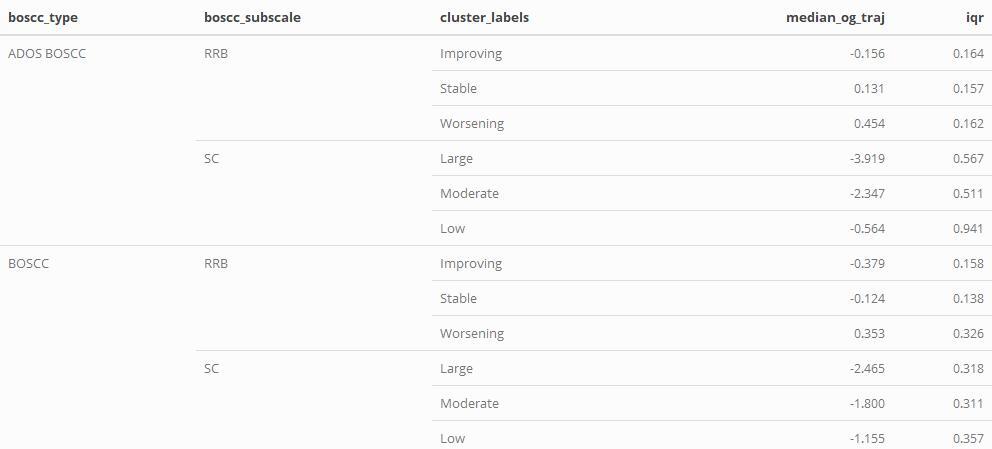 boscc_type boscc_subscale cluster_labels median_og_traj iqr
ADOS BOSCC RRB Improving -0.156 0.164
Stable 0.131 0.157
Worsening 0.454 0.162
SC Large -3.919 0.567
Moderate -2.347 0.511
Low -0.564 0.941
BOSCC RRB Improving -0.379 0.158
Stable -0.124 0.138
Worsening 0.353 0.326
SC Large -2.465 0.318
Moderate -1.800 0.311
Low -1.155 0.357